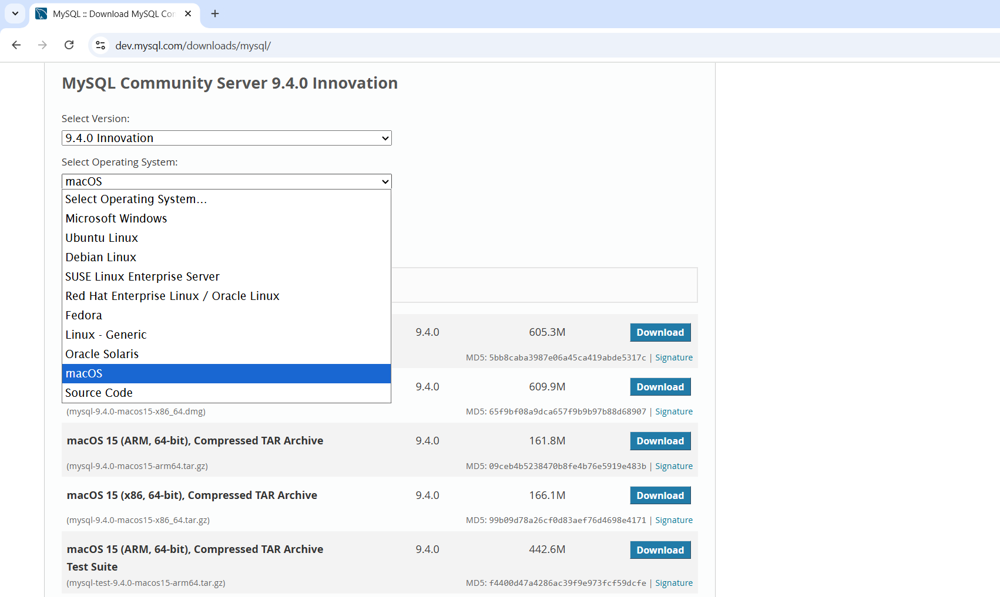 MySQL :: Download MySQL Co
dev.mysql.com/downloads/mysql/
MySQL Community Server 9.4.0 Innovation
Select Version:
9.4.0 Innovation
Select Operating System:
macOS
Select Operating System…
Microsoft Windows
Ubuntu Linux
Debian Linux
SUSE Linux Enterprise Server
Red Hat Enterprise Linux / Oracle Linux
Fedora
Linux - Generic
Oracle Solaris
macOS
Source Code
9.4.0 605.3M Download
MD5: 5bb8caba3987e06a45ca419abde5317c | Signature
9.4.0 609.9M Download
(mysql-9.4.0-macos15-x86_64.dmg) MD5: 65f9bf08a9dca657f9b9b97b88d68907 | Signature
macOS 15 (ARM, 64-bit), Compressed TAR Archive 9.4.0 161.8M Download
(mysql-9.4.0-macos15-arm64.tar.gz) MD5: 09ceb4b5238470b8fe4b76e5919e483b | Signature
macOS 15 (x86, 64-bit), Compressed TAR Archive 9.4.0 166.1M Download
(mysql-9.4.0-macos15-x86_64.tar.gz) MD5: 99b09d78a26cf0d83aef76d4698e4171 | Signature
macOS 15 (ARM, 64-bit), Compressed TAR Archive 9.4.0 442.6M Download
Test Suite
(mysql-test-9.4.0-macos15-arm64.tar.gz) MD5: f4400d47a4286ac39f9e973fcf59dcfe | Signature